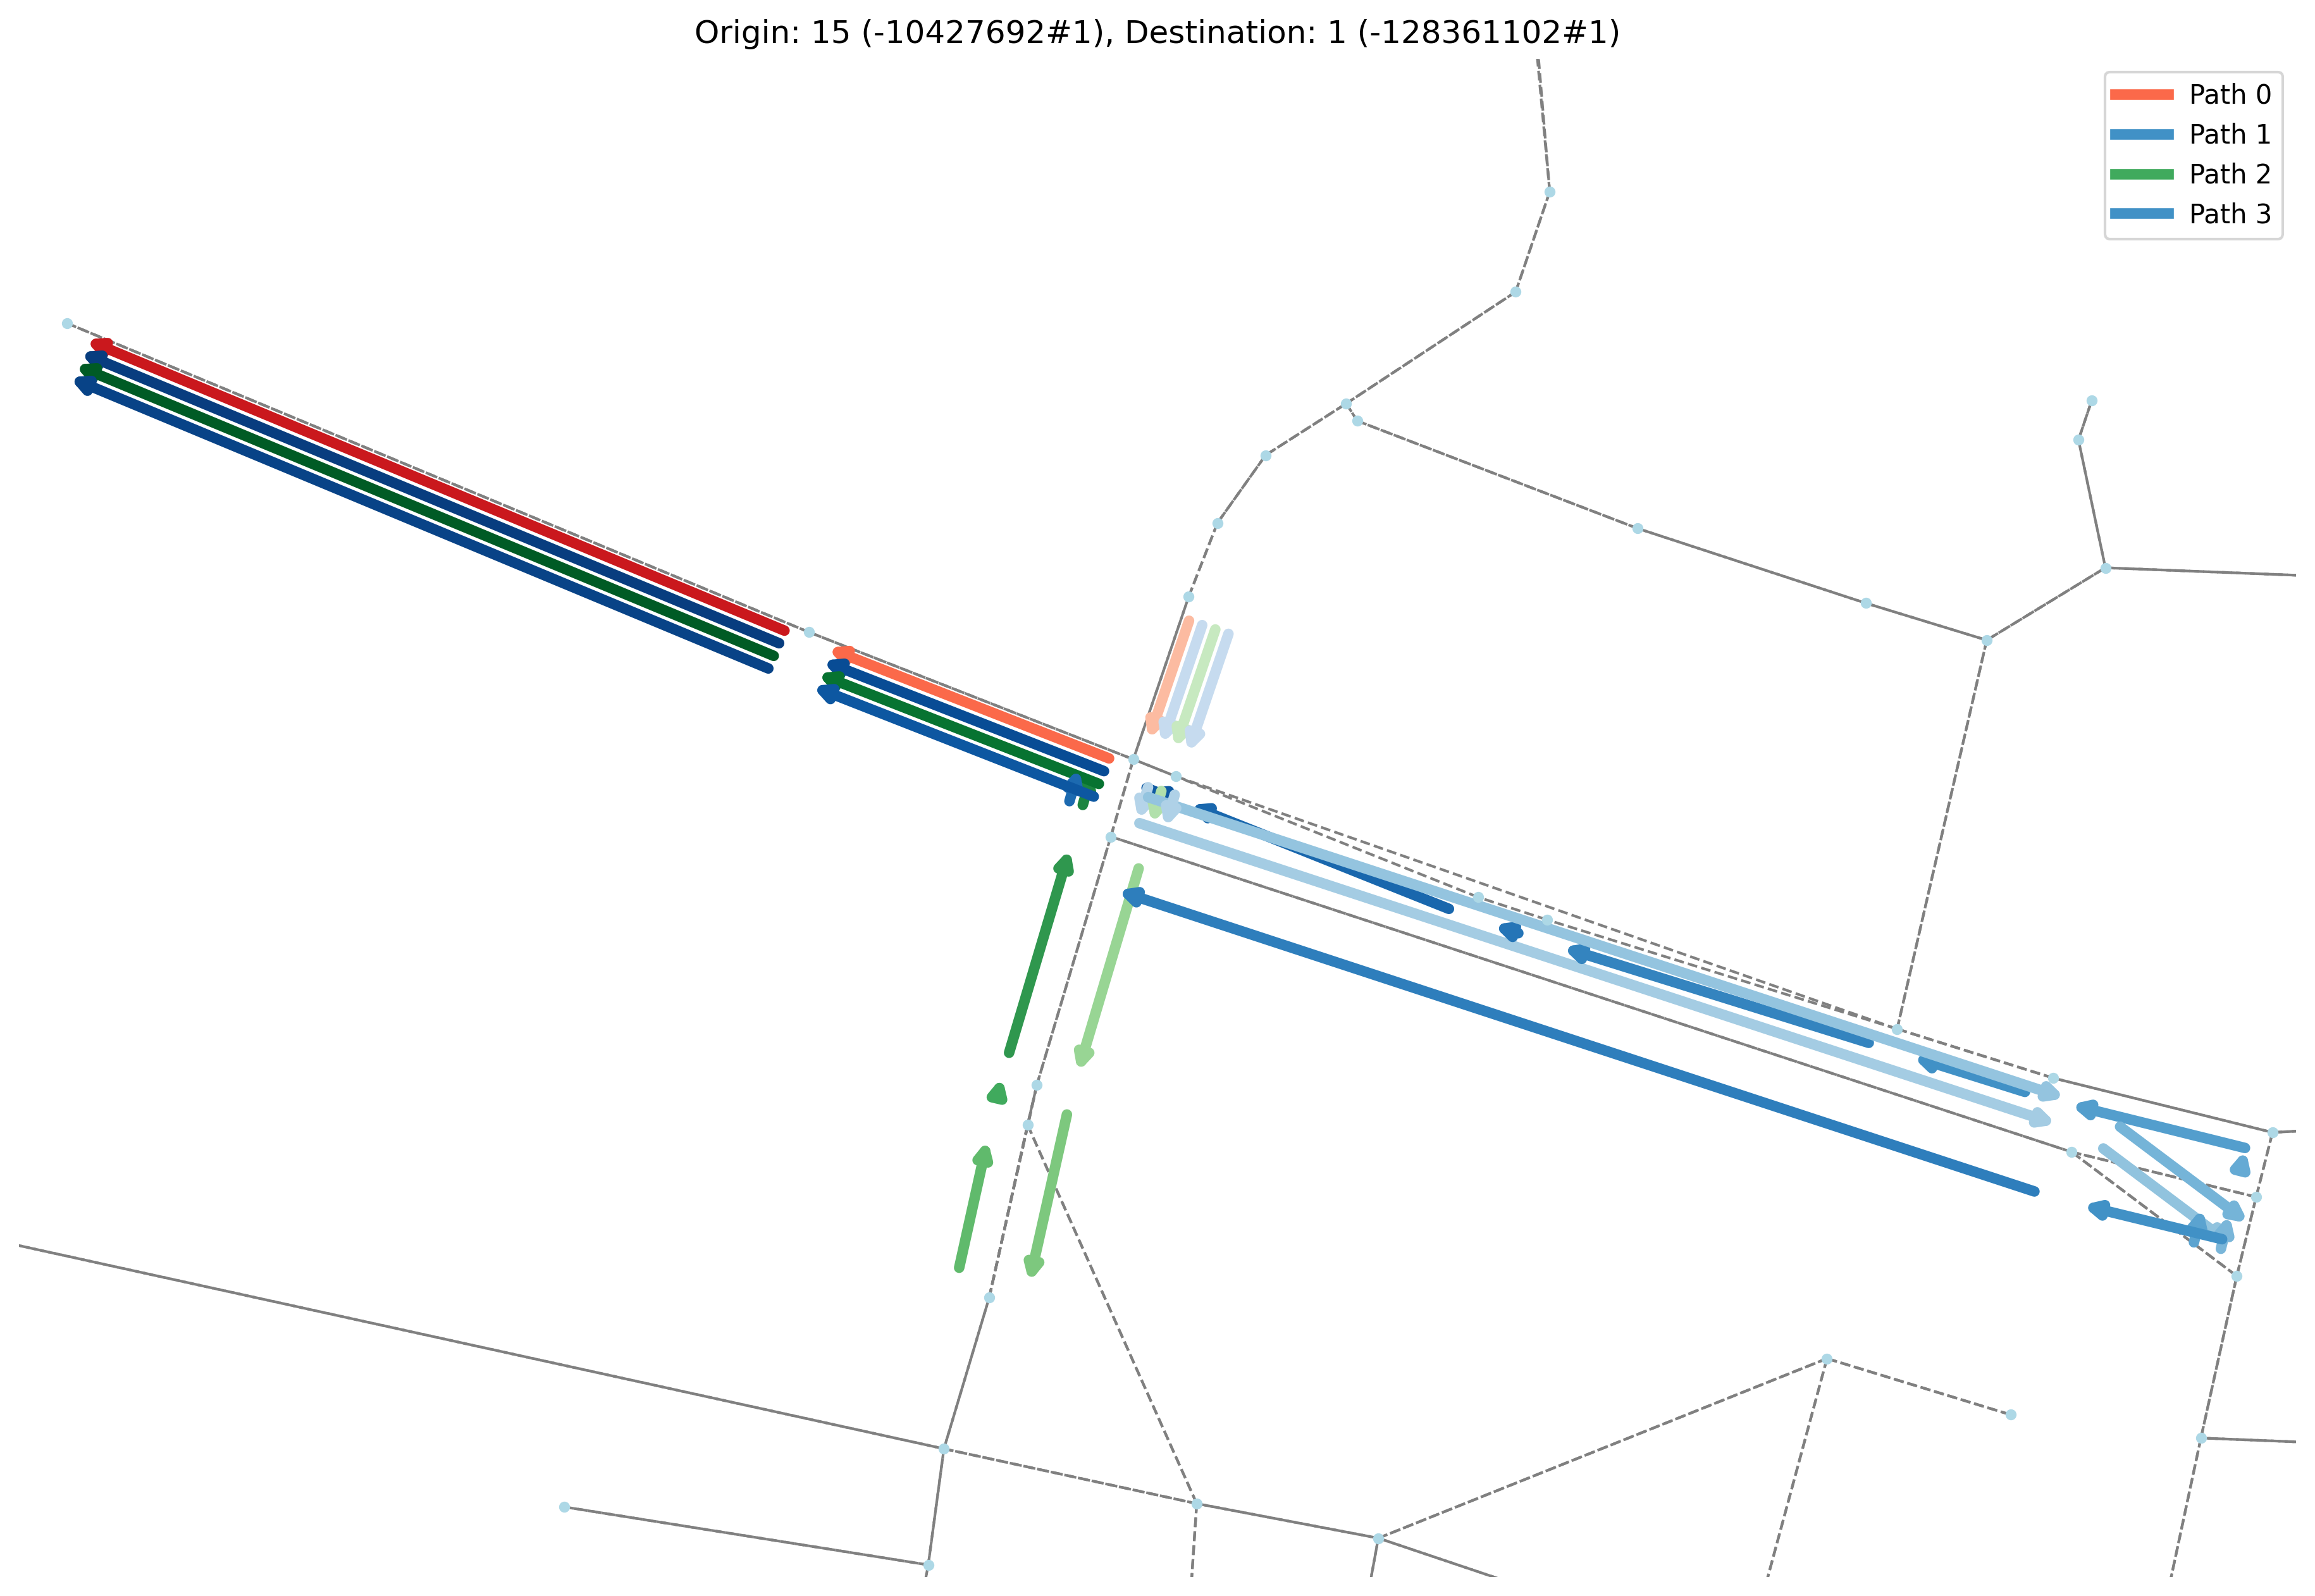 Origin: 15 (-10427692#1), Destination: 1 (-128361102#1)
Path 0
Path 1
Path 2
Path 3